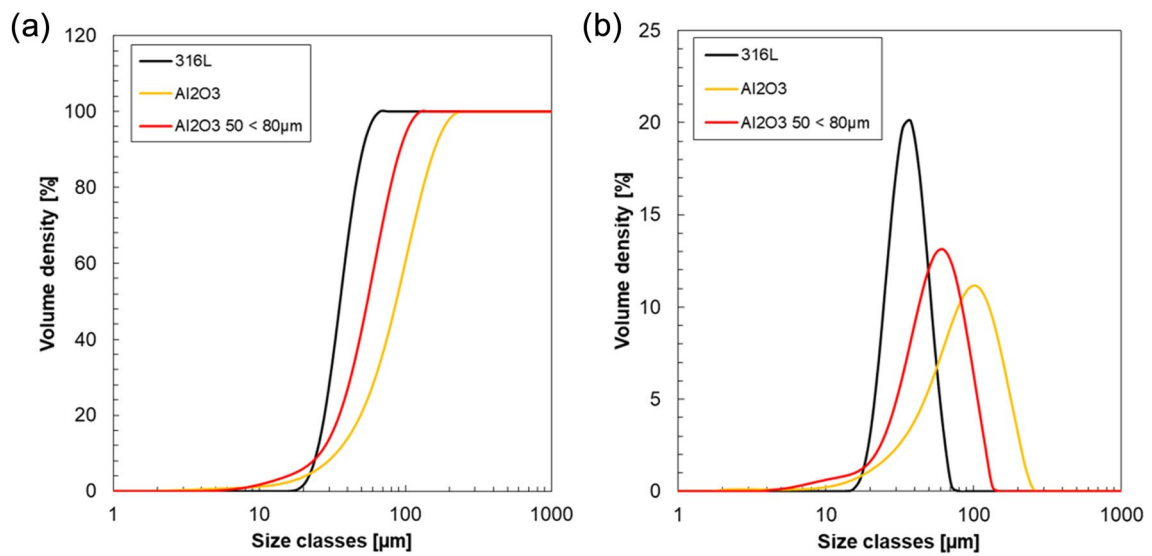 (a)
120
100
80
60
40
20
0
Volume density [%]
316L
Al2O3
Al2O3 50 < 80µm
1
10
100
1000
Size classes [µm]
(b)
25
20
15
10
5
0
Volume density [%]
316L
Al2O3
Al2O3 50 < 80µm
1
10
100
1000
Size classes [µm]